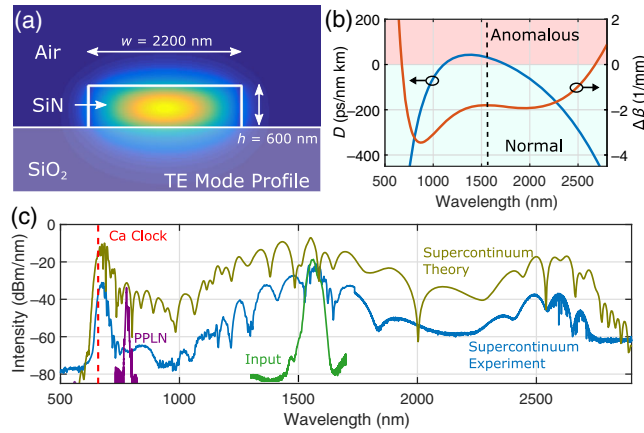 (a)
Air
w = 2200 nm
SiN
h = 600 nm
SiO2
TE Mode Profile
(b)
D (ps/nm km)
200
0
-200
-400
Anomalous
Normal
2
0
-2
-4
-6
Δβ (1/mm)
500 1000 1500 2000 2500
Wavelength (nm)
(c)
Intensity (dBm/nm)
0
-20
-40
-60
-80
Ca Clock
PPLN
Input
Supercontinuum
Theory
Supercontinuum
Experiment
500 1000 1500 2000 2500
Wavelength (nm)